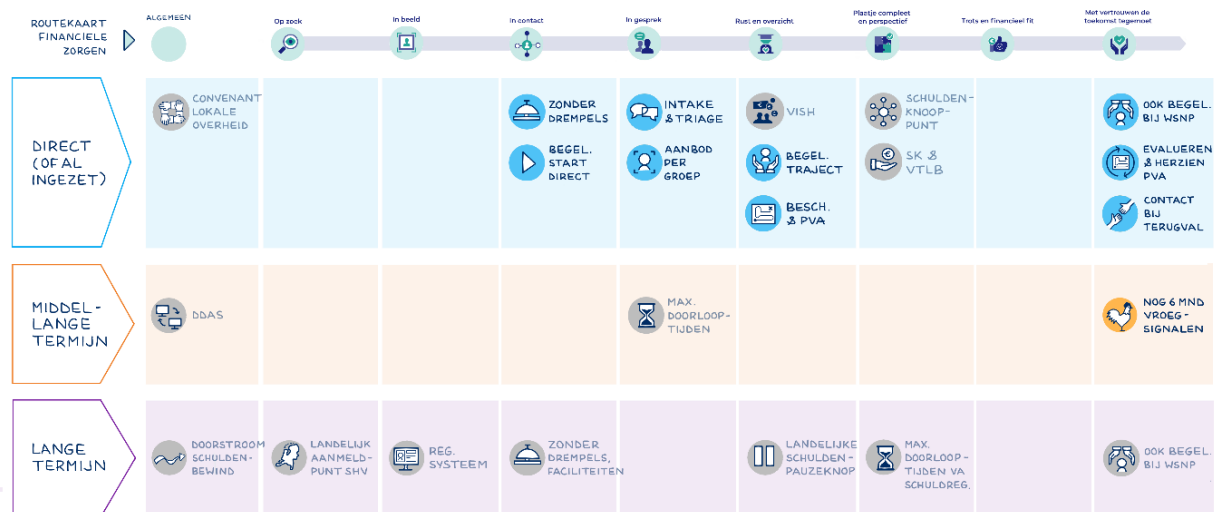 ROUTEKAART
FINANCIELE
ZORGEN
ALGEMEEN
Op zoek
In beeld
In contact
In gesprek
Rust en overzicht
Plaatje compleet
en perspectief
Trots en financieel fit
Met vertrouwen de
toekomst tegemoet
DIRECT
(OF AL
INGEZET)
CONVENANT
LOKALE
OVERHEID
ZONDER
DREMPELS
BEGEL.
START
DIRECT
INTAKE
& TRIAGE
AANBOD
PER
GROEP
VISH
BEGEL.
TRAJECT
BESCH.
& PVA
SCHULDEN-
KNOOP-
PUNT
SK &
VTLB
OOK BEGEL.
BIJ WSNP
EVALUEREN
& HERZIEN
PVA
CONTACT
BIJ
TERUGVAL
MIDDEL-
LANGE
TERMIJN
DDAS
MAX.
DOORLOOP-
TIJDEN
NOG 6 MND
VROEG-
SIGNALEN
LANGE
TERMIJN
DOORSTROOM
SCHULDEN-
BEWIND
LANDELIJK
AANMELD-
PUNT SHV
REG.
SYSTEEM
ZONDER
DREMPELS,
FACILITEITEN
LANDELIJKE
SCHULDEN-
PAUZEKNOP
MAX.
DOORLOOP-
TIJDEN VA
SCHULDREG.
OOK BEGEL.
BIJ WSNP